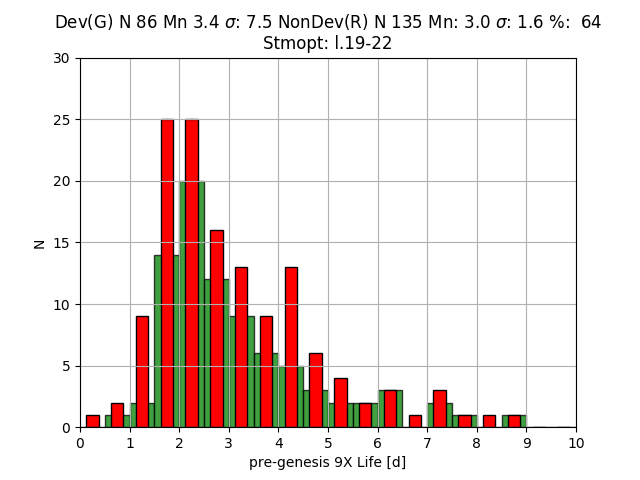 Dev(G) N 86 Mn 3.4 σ: 7.5 NonDev(R) N 135 Mn: 3.0 σ: 1.6 %:  64
Stmopt: l.19-22
30
25
20
15
10
5
0
N
0 1 2 3 4 5 6 7 8 9 10
pre-genesis 9X Life [d]